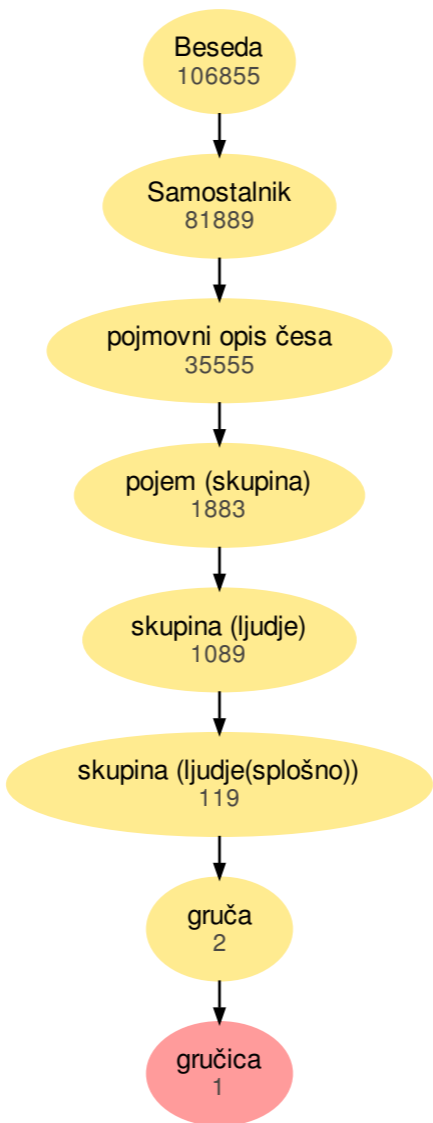 Beseda
106855
Samostalnik
81889
pojmovni opis česa
35555
pojem (skupina)
1883
skupina (ljudje)
1089
skupina (ljudje(splošno))
119
gruča
2
gručica
1